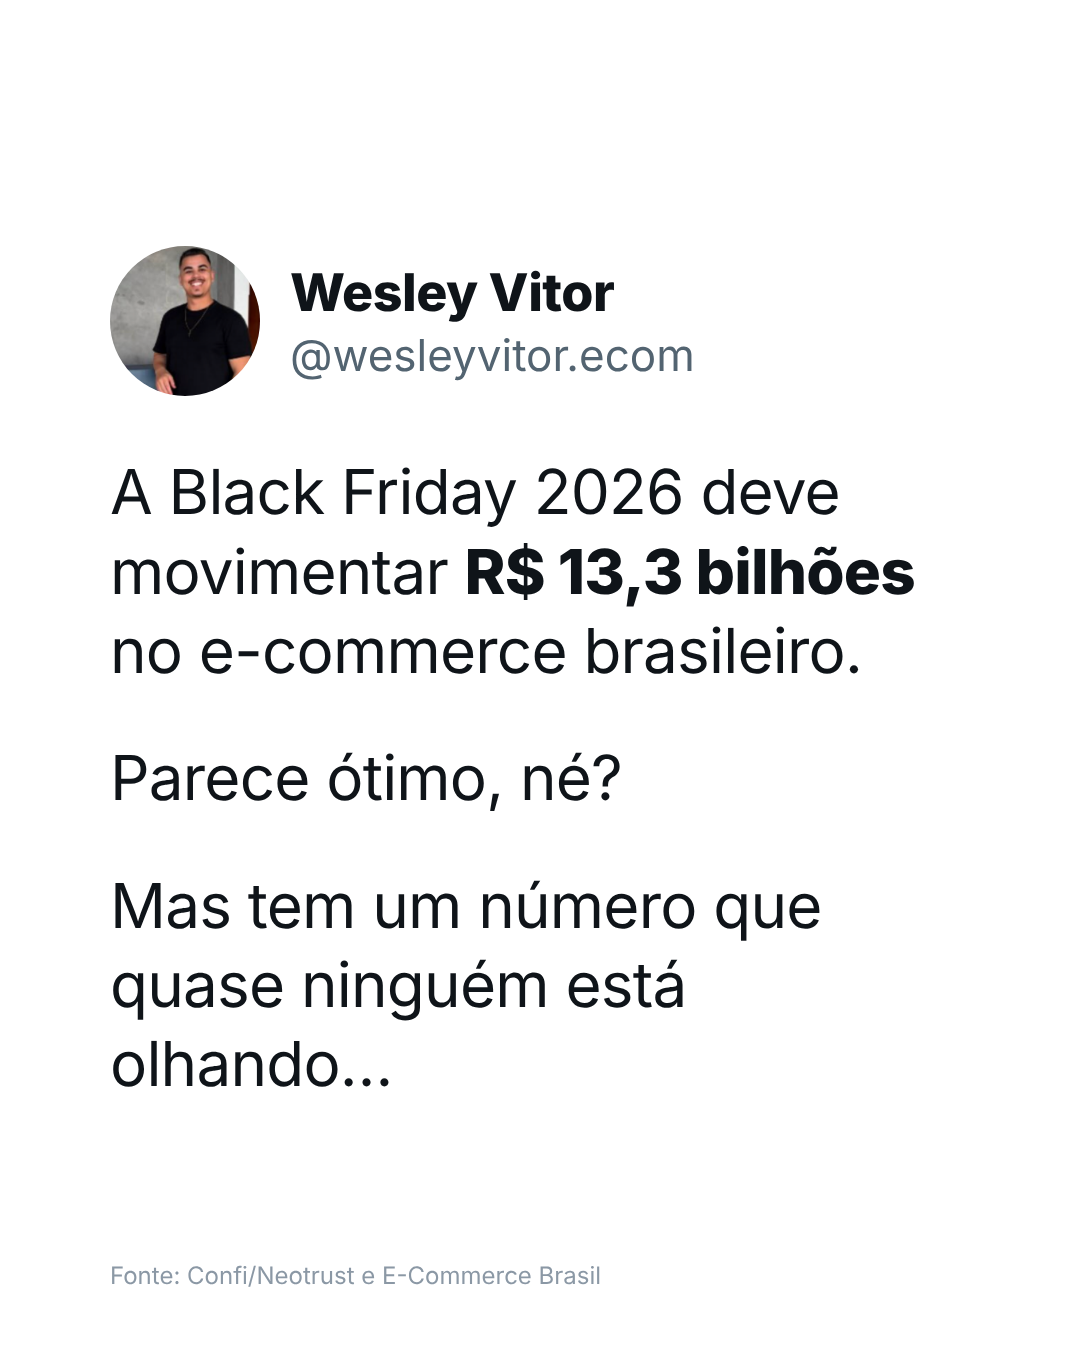 Wesley Vitor
@wesleyvitor.ecom
A Black Friday 2026 deve
movimentar R$ 13,3 bilhões
no e-commerce brasileiro.
Parece ótimo, né?
Mas tem um número que
quase ninguém está
olhando...
Fonte: Confi/Neotrust e E-Commerce Brasil